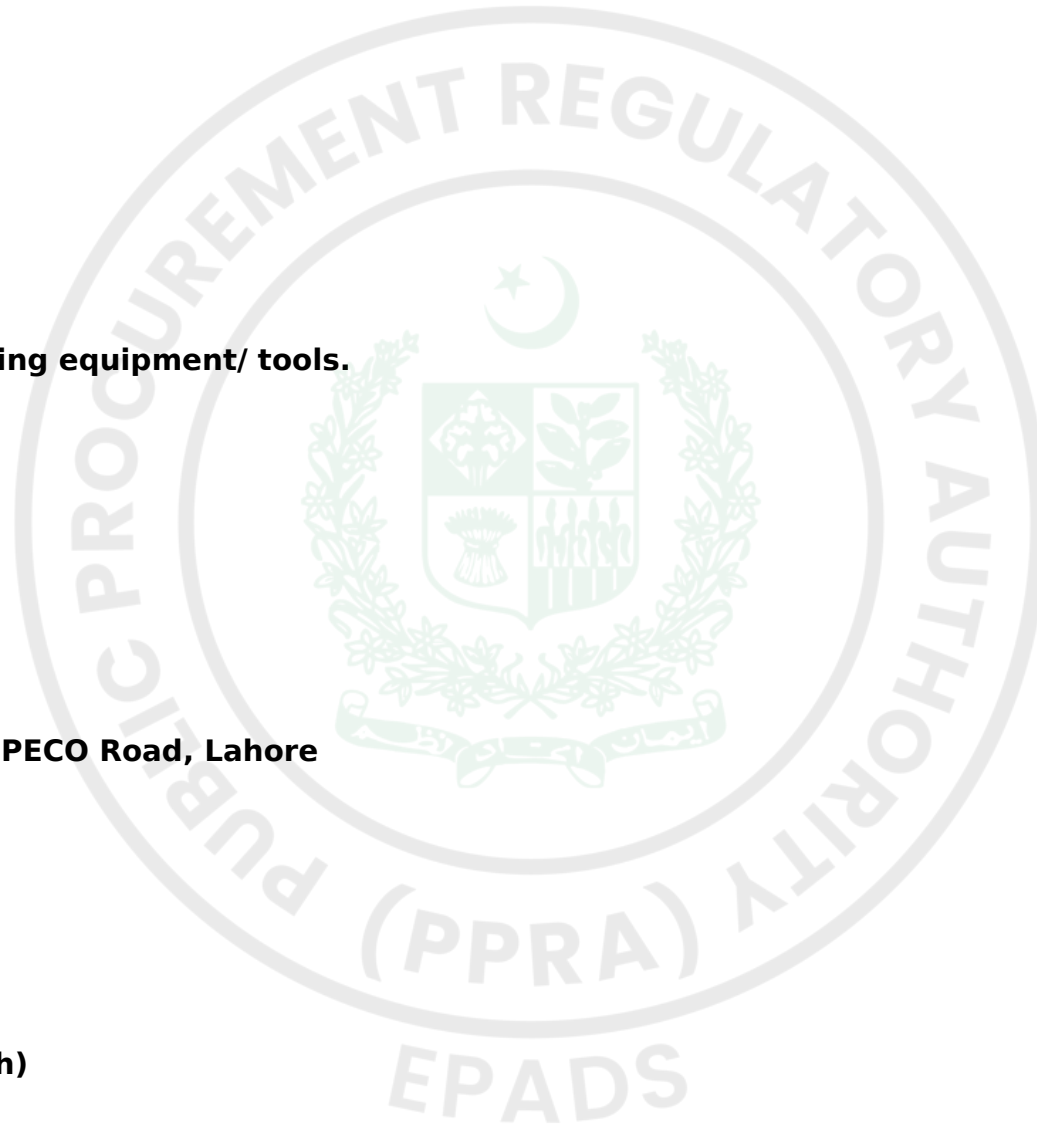 ing equipment/ tools.
PECO Road, Lahore
h)
PUBLIC PROCUREMENT REGULATORY AUTHORITY
(PPRA)
EPADS